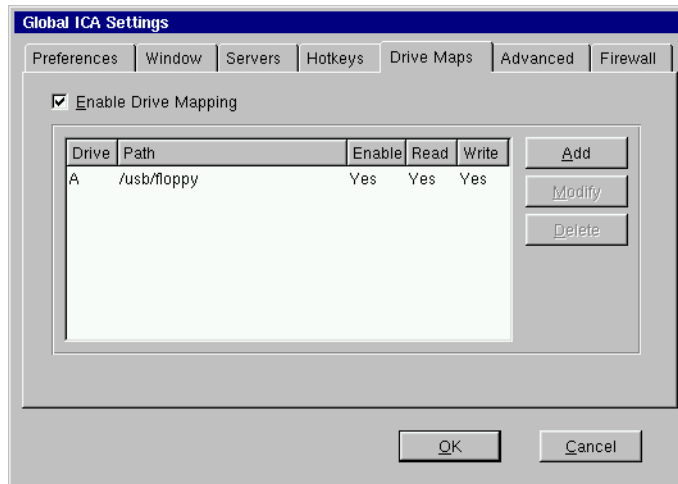 Global ICA Settings
Preferences Window Servers Hotkeys Drive Maps Advanced Firewall
Enable Drive Mapping
Drive Path Enable Read Write Add
A /usb/floppy Yes Yes Yes
Modify
Delete
OK Cancel